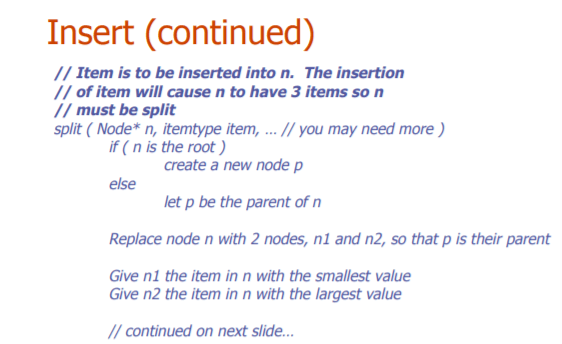 Insert (continued)
// Item is to be inserted into n.  The insertion
// of item will cause n to have 3 items so n
// must be split
split ( Node* n, itemtype item, … // you may need more )
if ( n is the root )
create a new node p
else
let p be the parent of n
Replace node n with 2 nodes, n1 and n2, so that p is their parent
Give n1 the item in n with the smallest value
Give n2 the item in n with the largest value
// continued on next slide…